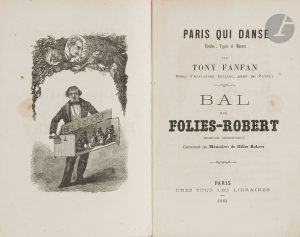 PARIS QUI DANSE
Études, Types et Mœurs
PAR
TONY FANFAN
BAL
DES
FOLIES-ROBERT
Contenant les Mémoires de Gilles Robert
PARIS
CHEZ TOUS LES LIBRAIRES
1861